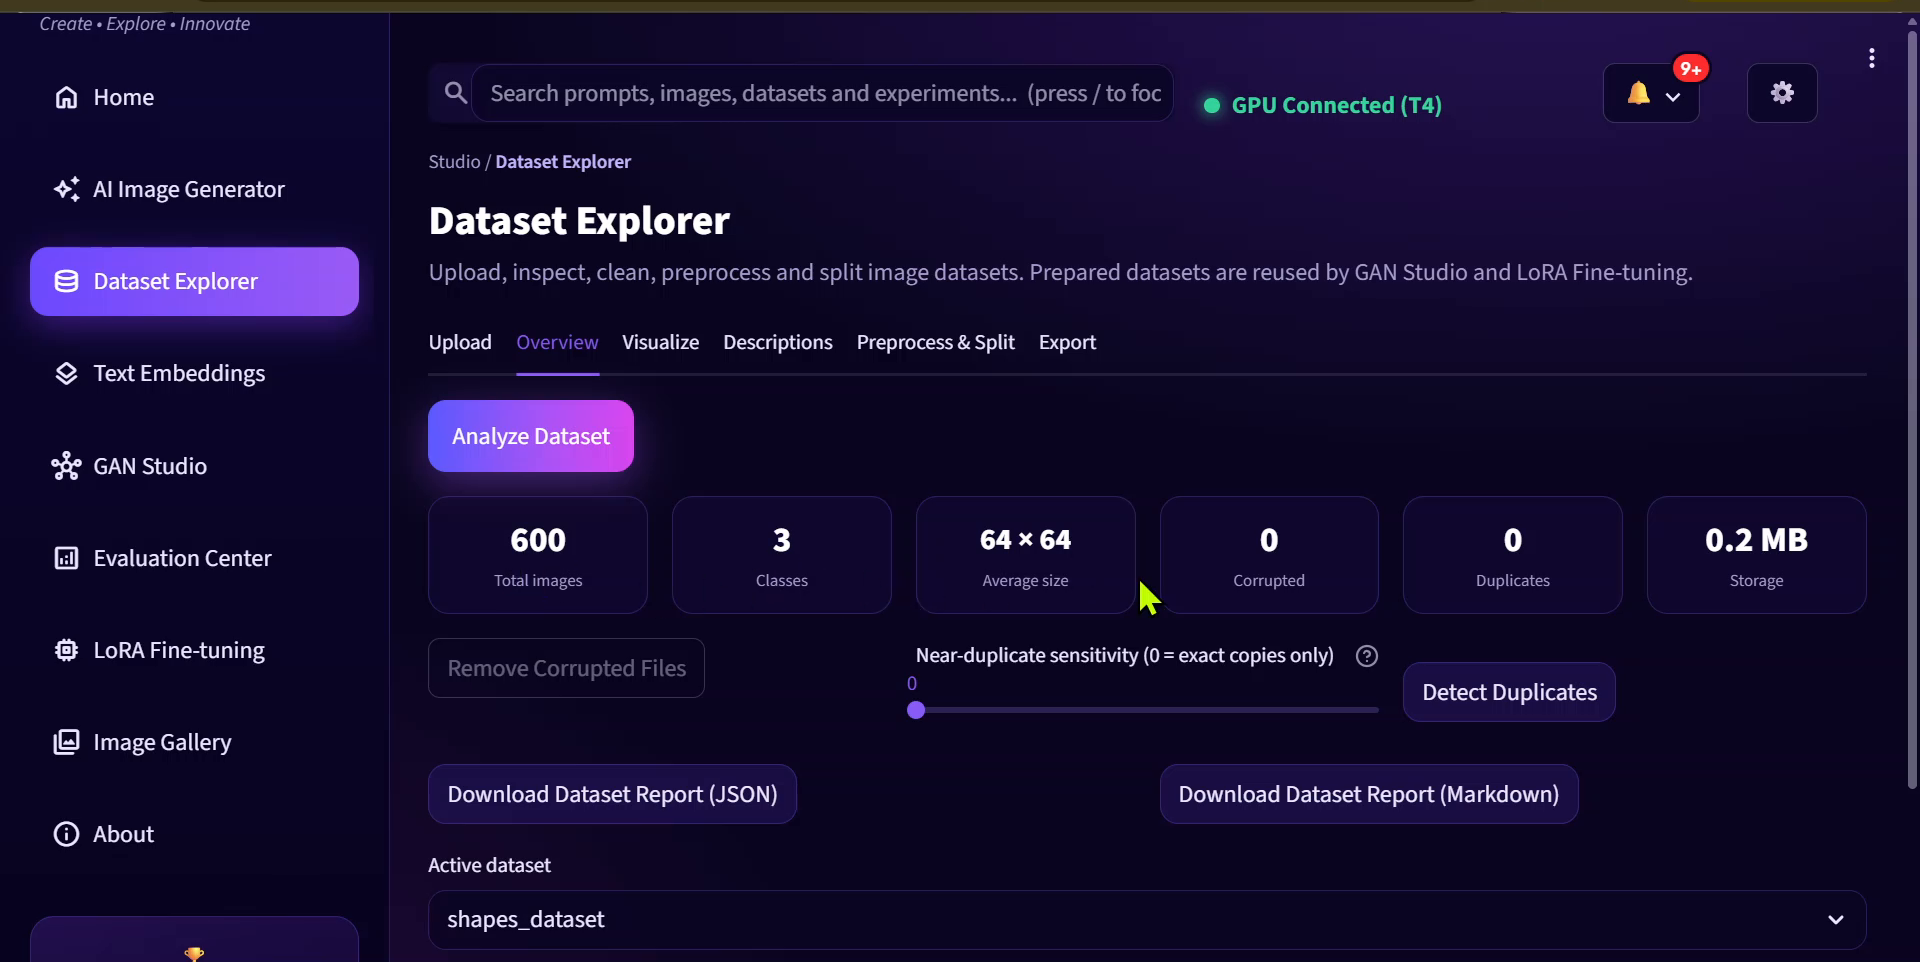 Create • Explore • Innovate
Home
AI Image Generator
Dataset Explorer
Text Embeddings
GAN Studio
Evaluation Center
LoRA Fine-tuning
Image Gallery
About
Search prompts, images, datasets and experiments... (press / to foc
GPU Connected (T4)
9+
Studio / Dataset Explorer
Dataset Explorer
Upload, inspect, clean, preprocess and split image datasets. Prepared datasets are reused by GAN Studio and LoRA Fine-tuning.
Upload Overview Visualize Descriptions Preprocess & Split Export
Analyze Dataset
600
Total images
3
Classes
64 × 64
Average size
0
Corrupted
0
Duplicates
0.2 MB
Storage
Remove Corrupted Files
Near-duplicate sensitivity (0 = exact copies only)
0
Detect Duplicates
Download Dataset Report (JSON)
Download Dataset Report (Markdown)
Active dataset
shapes_dataset